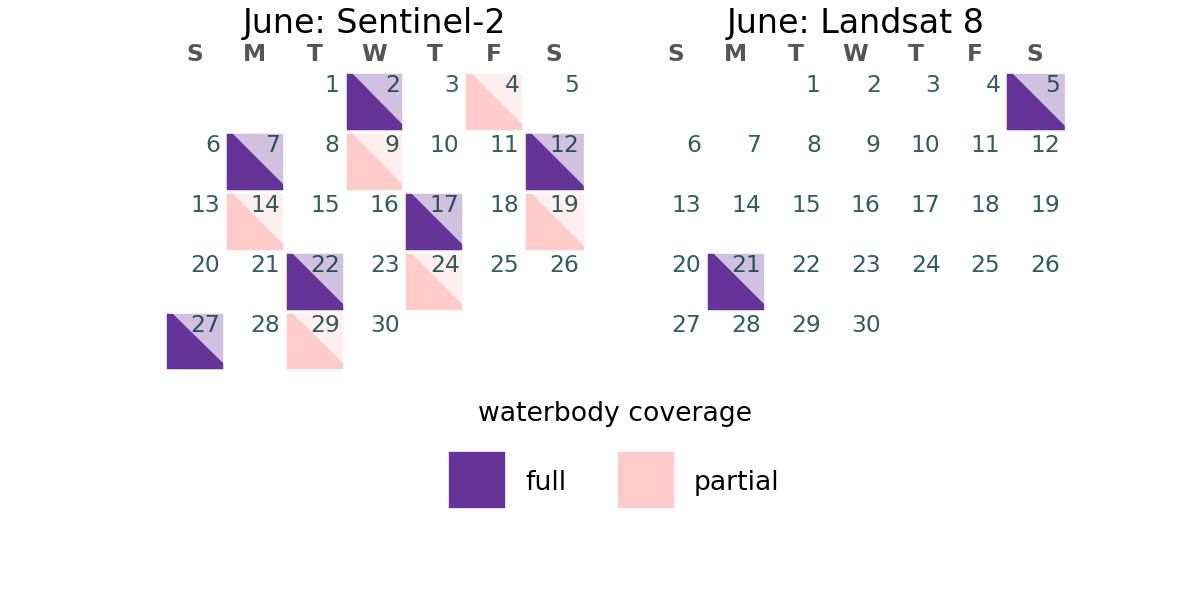 June: Sentinel-2
S M T W T F S
1 2 3 4 5
6 7 8 9 10 11 12
13 14 15 16 17 18 19
20 21 22 23 24 25 26
27 28 29 30
June: Landsat 8
S M T W T F S
1 2 3 4 5
6 7 8 9 10 11 12
13 14 15 16 17 18 19
20 21 22 23 24 25 26
27 28 29 30
waterbody coverage
full partial